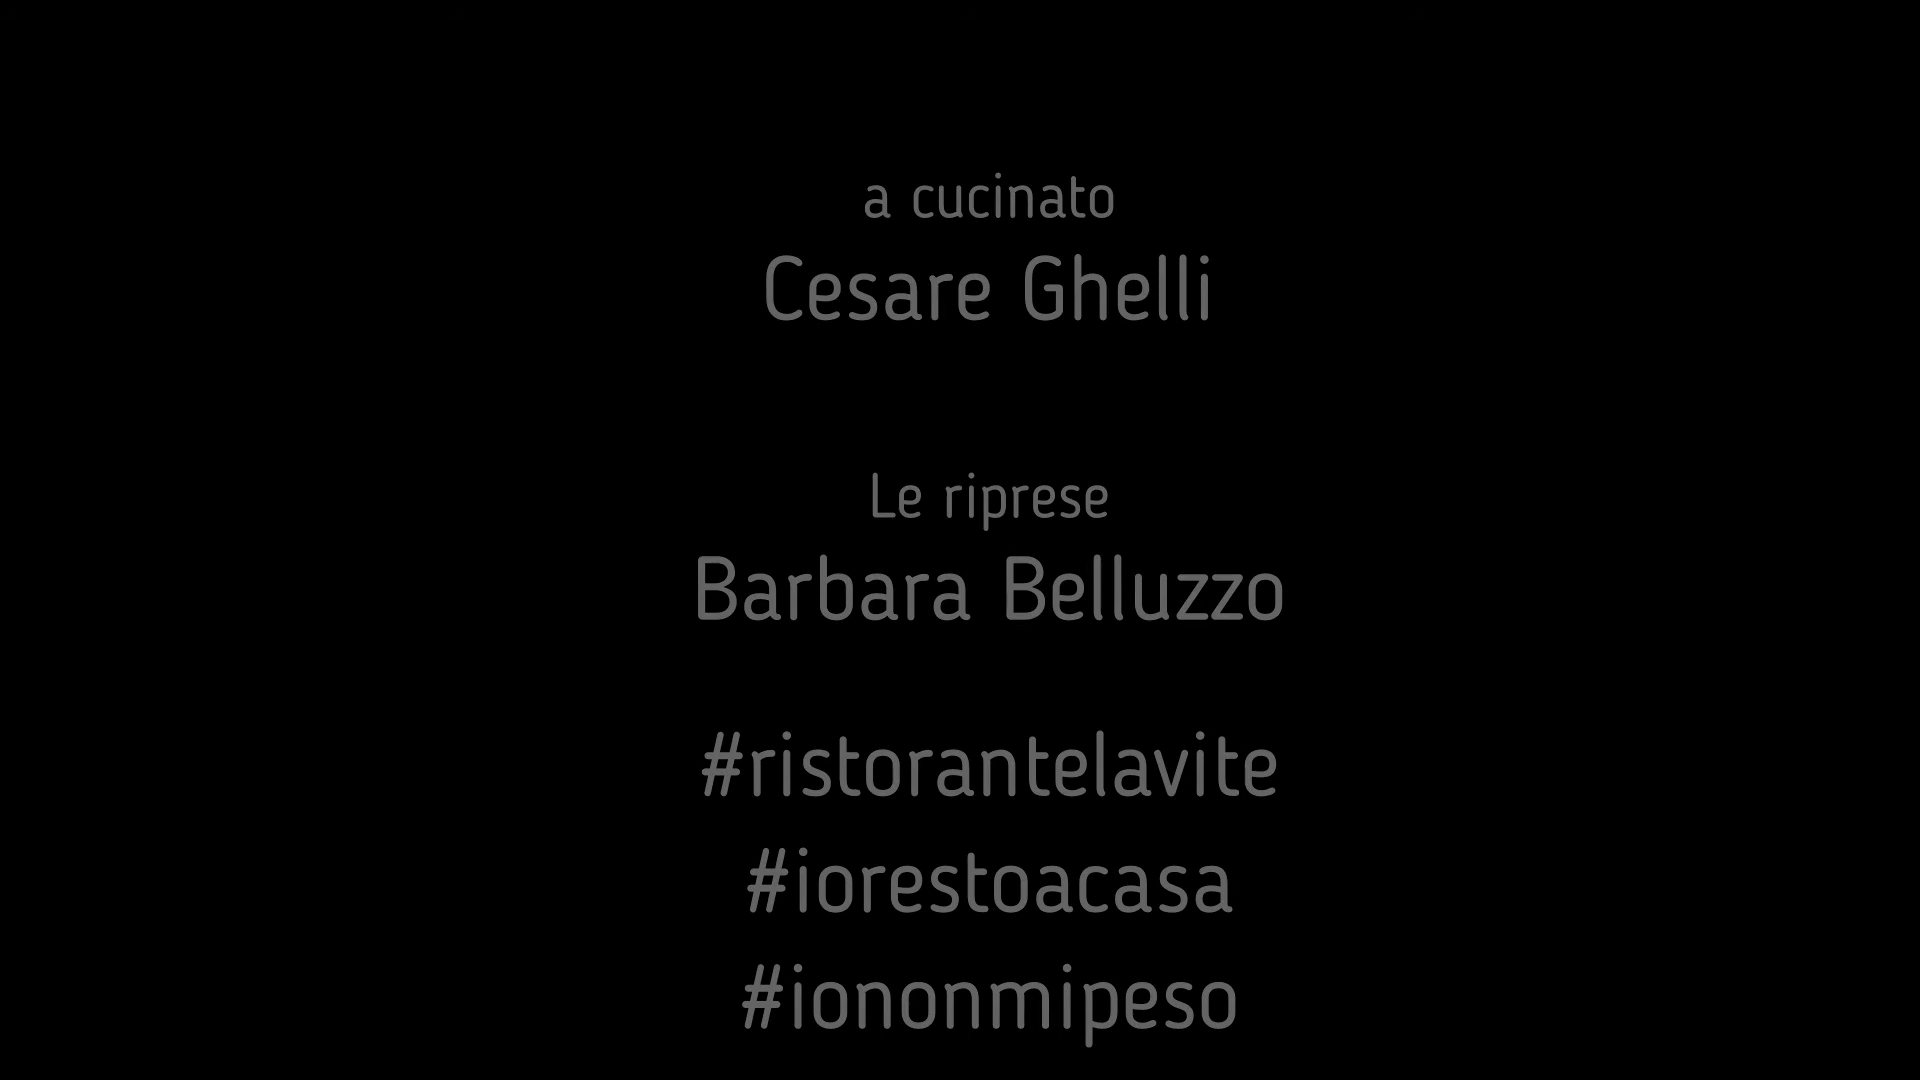 a cucinato
Cesare Ghelli
Le riprese
Barbara Belluzzo
#ristorantelavite
#iorestoacasa
#iononmipeso